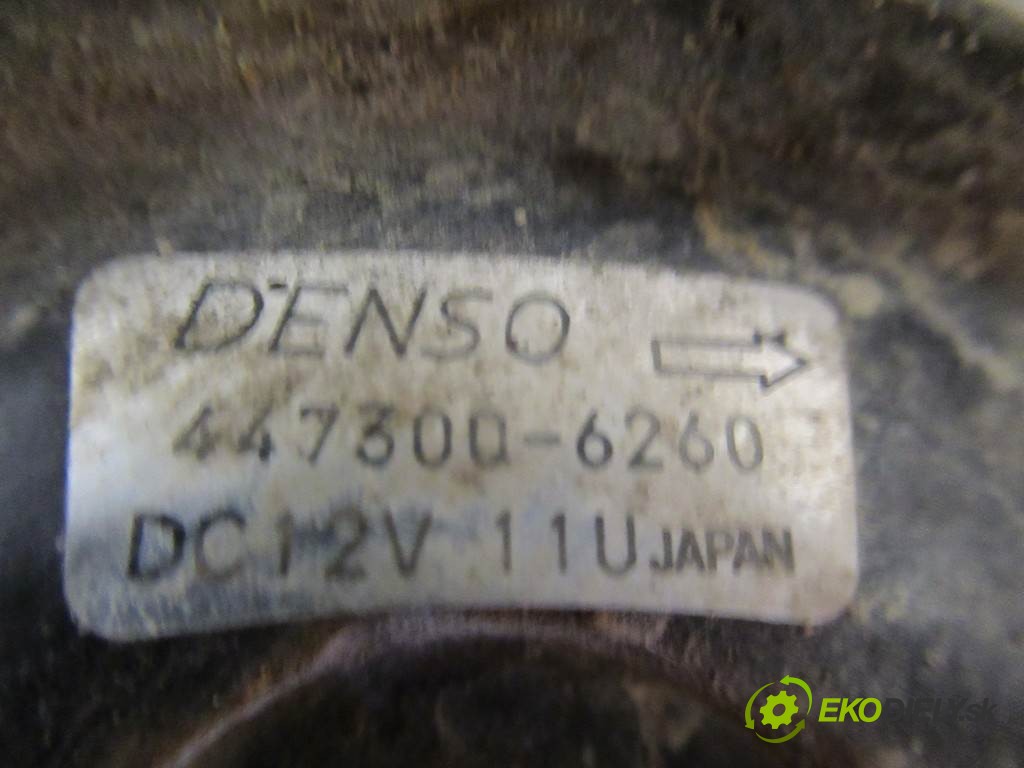 DENSO
447300-6260
DC12V 11U JAPAN
EKODIELY.sk